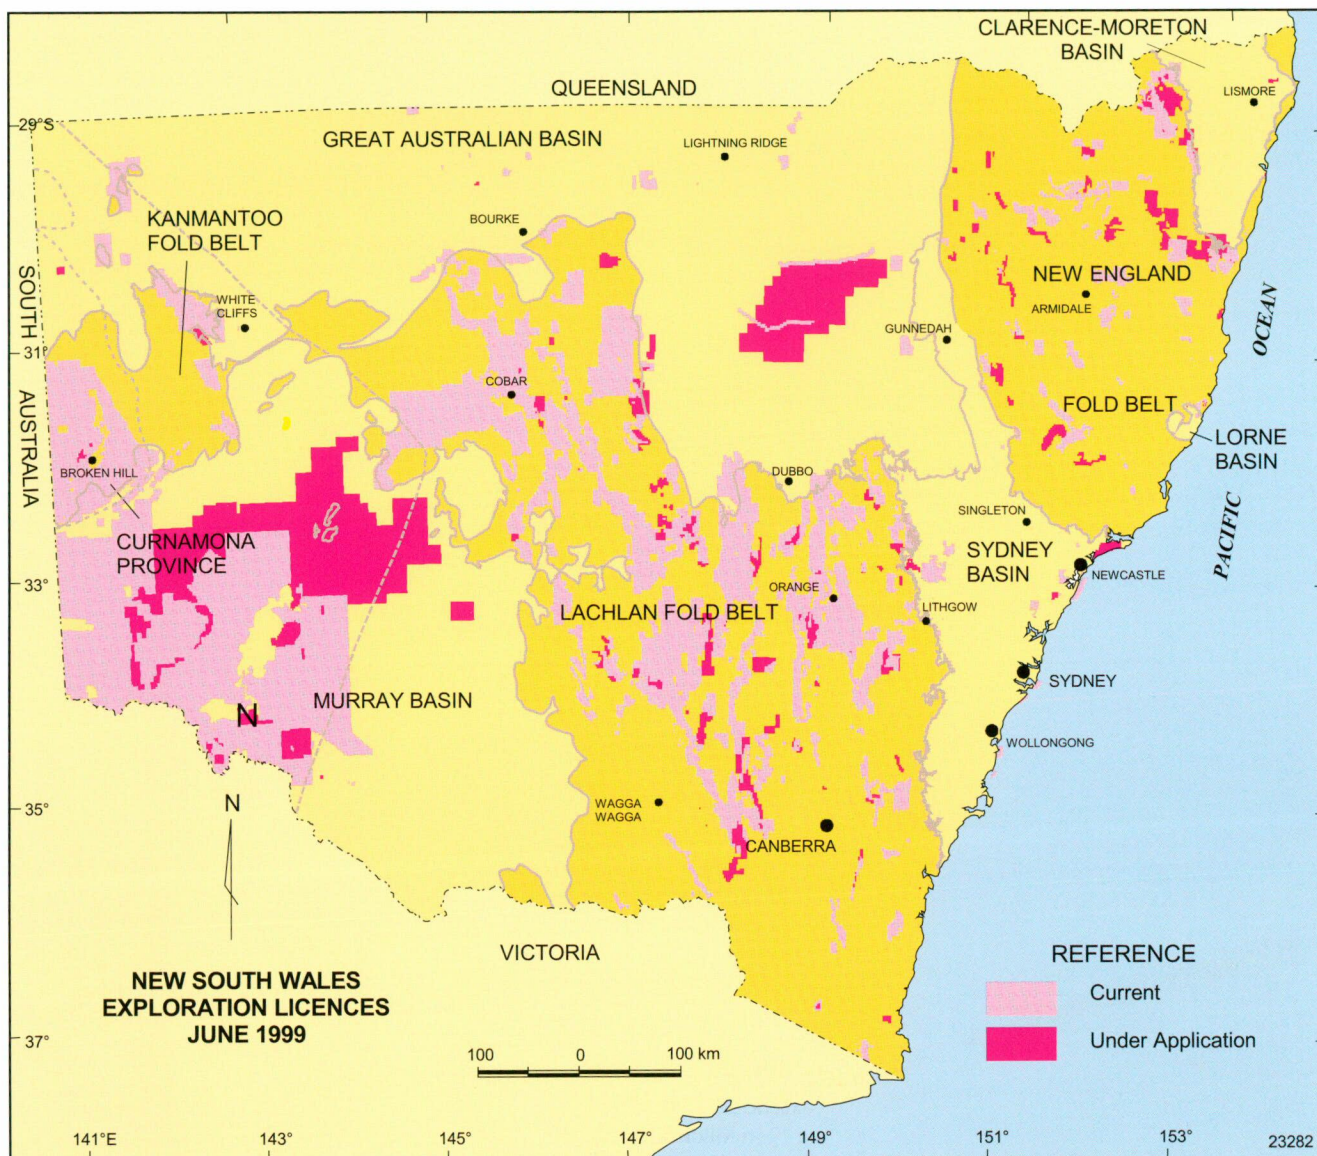 CLARENCE-MORETON
BASIN
QUEENSLAND
LISMORE
29°S
GREAT AUSTRALIAN BASIN
LIGHTNING RIDGE
KANMANTOO
FOLD BELT
BOURKE
SOUTH
AUSTRALIA
WHITE
CLIFFS
NEW ENGLAND
ARMIDALE
OCEAN
GUNNEDAH
31°
COBAR
FOLD BELT
LORNE
BASIN
BROKEN HILL
DUBBO
PACIFIC
SINGLETON
CURNAMONA
PROVINCE
SYDNEY
BASIN
33°
NEWCASTLE
ORANGE
LACHLAN FOLD BELT
LITHGOW
SYDNEY
MURRAY BASIN
N
WOLLONGONG
N
35°
WAGGA
WAGGA
CANBERRA
VICTORIA
REFERENCE
NEW SOUTH WALES
EXPLORATION LICENCES
JUNE 1999
Current
37°
Under Application
100 0 100 km
141°E 143° 145° 147° 149° 151° 153° 23282